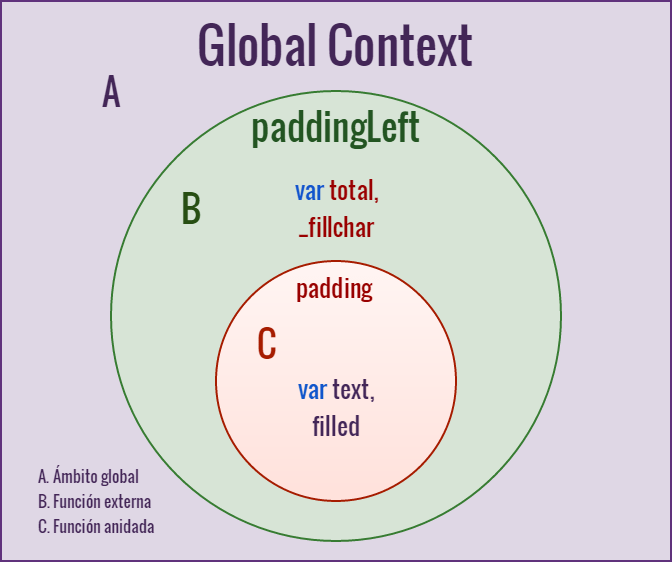 Global Context
A
paddingLeft
var total,
B
_fillchar
padding
C
var text,
filled
A. Ámbito global
B. Función externa
C. Función anidada